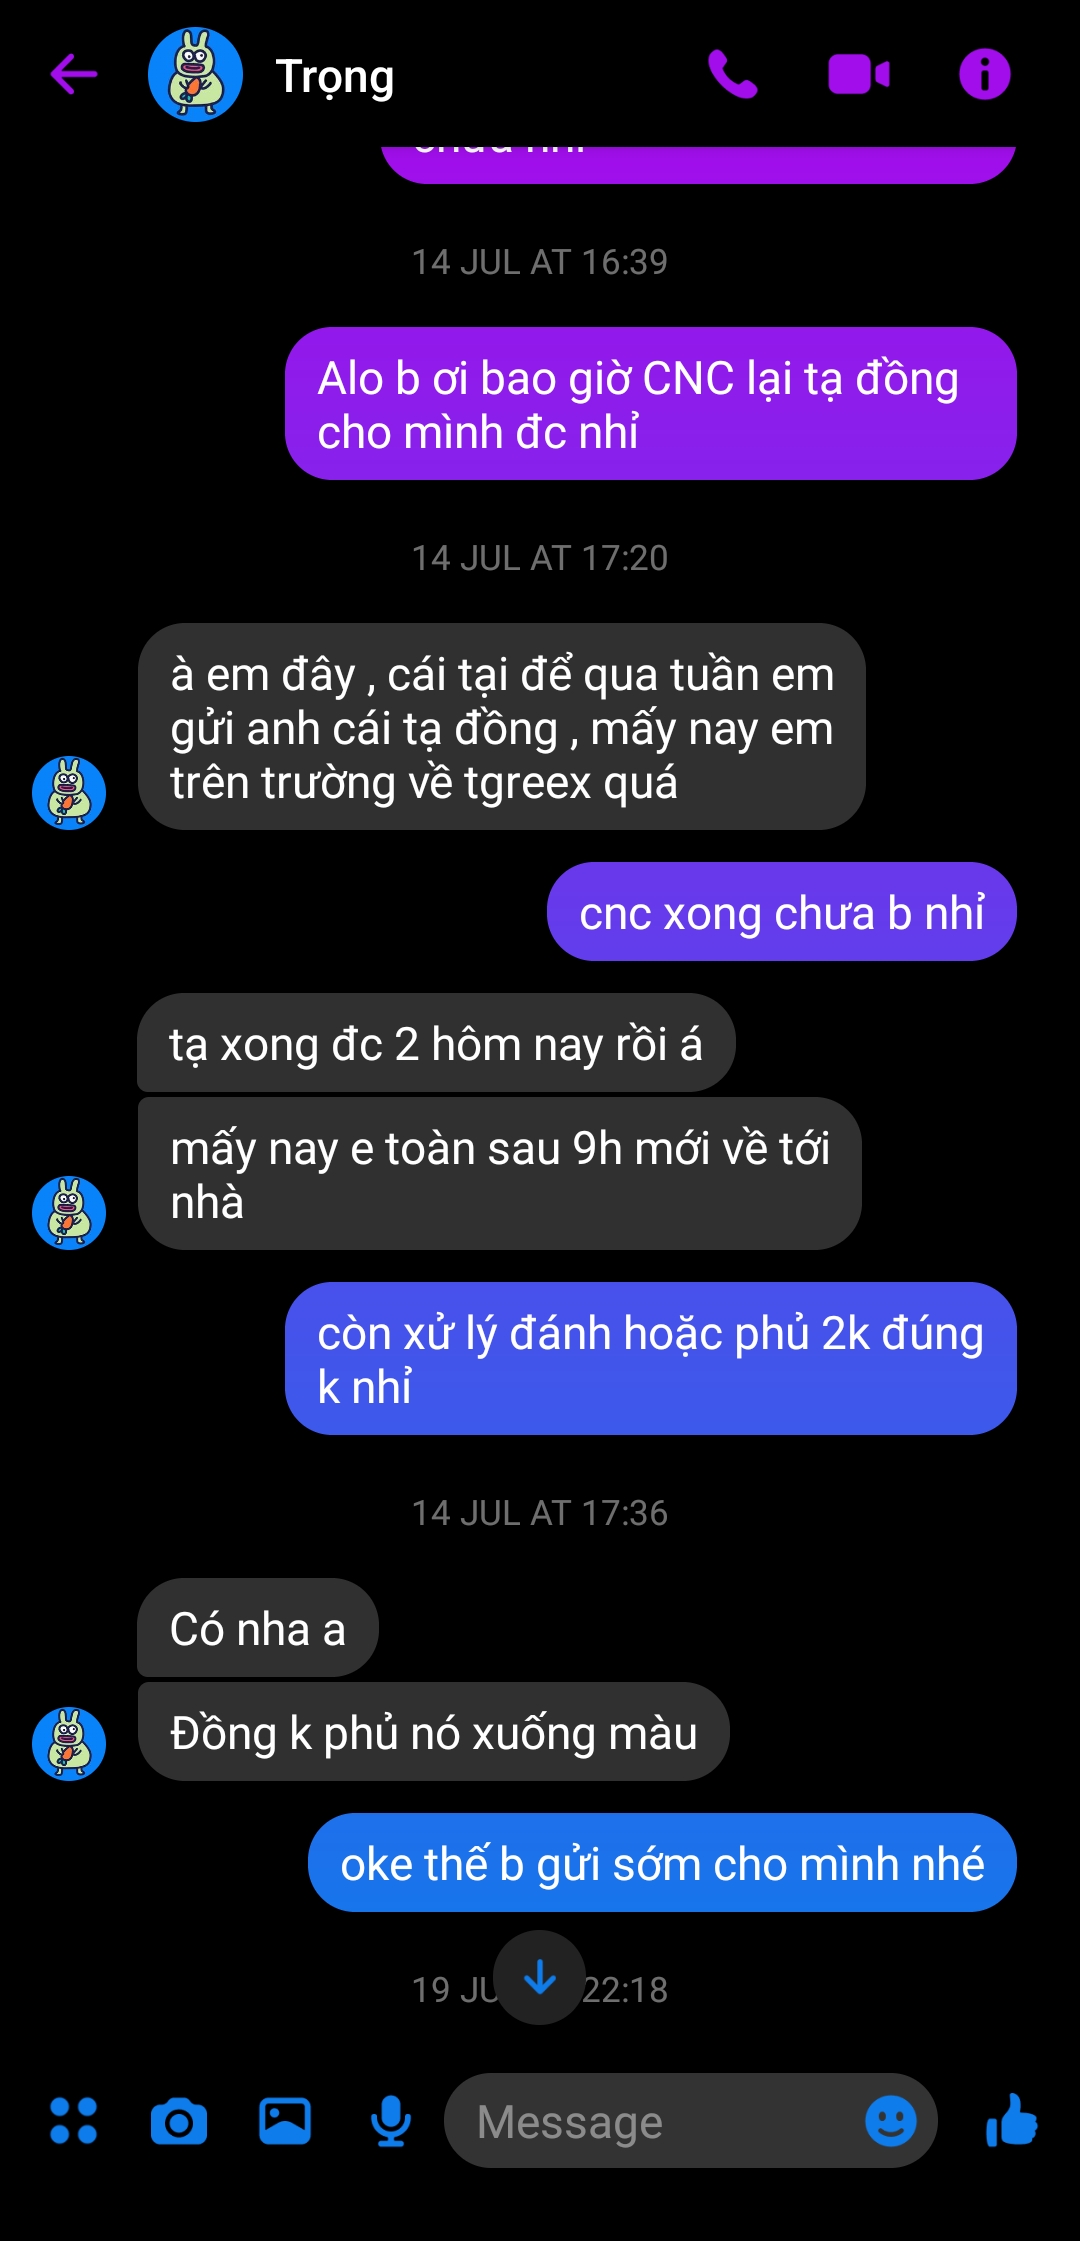 Trọng
14 JUL AT 16:39
Alo b ơi bao giờ CNC lại tạ đồng
cho mình đc nhỉ
14 JUL AT 17:20
à em đây , cái tại để qua tuần em
gửi anh cái tạ đồng , mấy nay em
trên trường về tgreex quá
cnc xong chưa b nhỉ
tạ xong đc 2 hôm nay rồi á
mấy nay e toàn sau 9h mới về tới
nhà
còn xử lý đánh hoặc phủ 2k đúng
k nhỉ
14 JUL AT 17:36
Có nha a
Đồng k phủ nó xuống màu
oke thế b gửi sớm cho mình nhé
19 22:18
Message